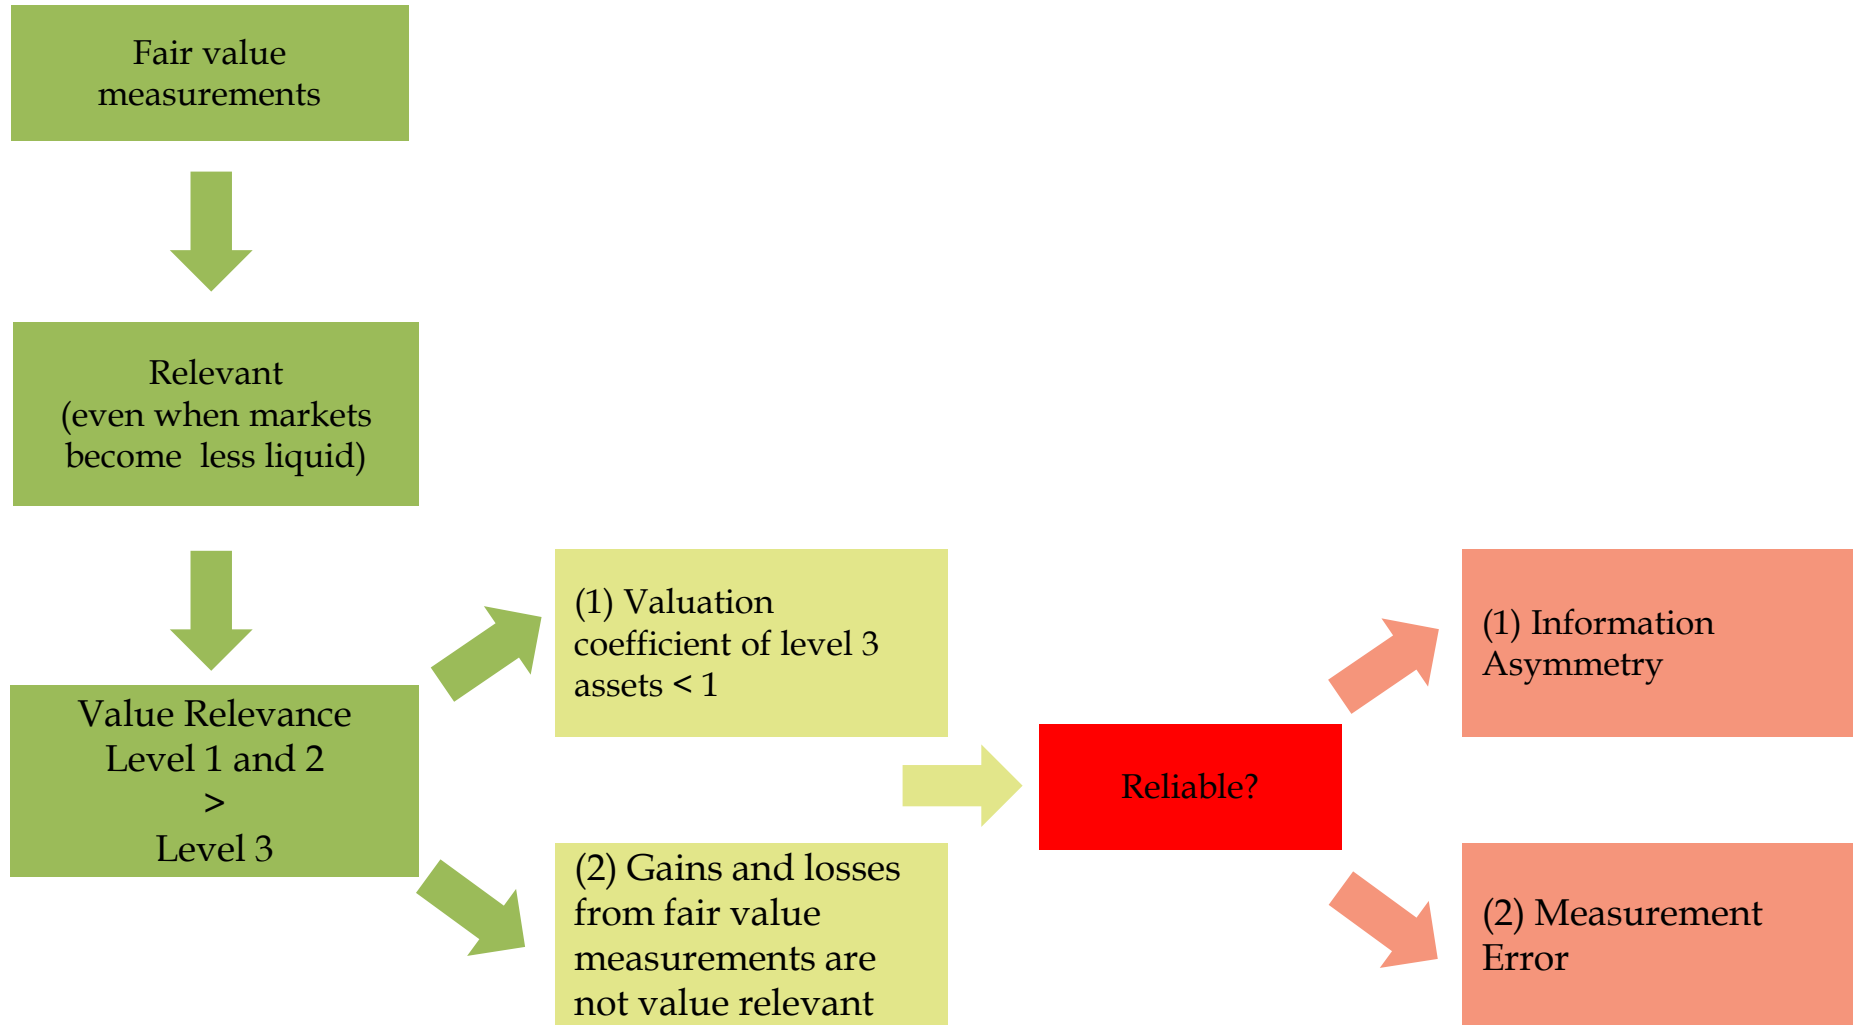 Fair value
measurements
Relevant
(even when markets
become less liquid)
Value Relevance
Level 1 and 2
>
Level 3
(1) Valuation
coefficient of level 3
assets < 1
(2) Gains and losses
from fair value
measurements are
not value relevant
Reliable?
(1) Information
Asymmetry
(2) Measurement
Error